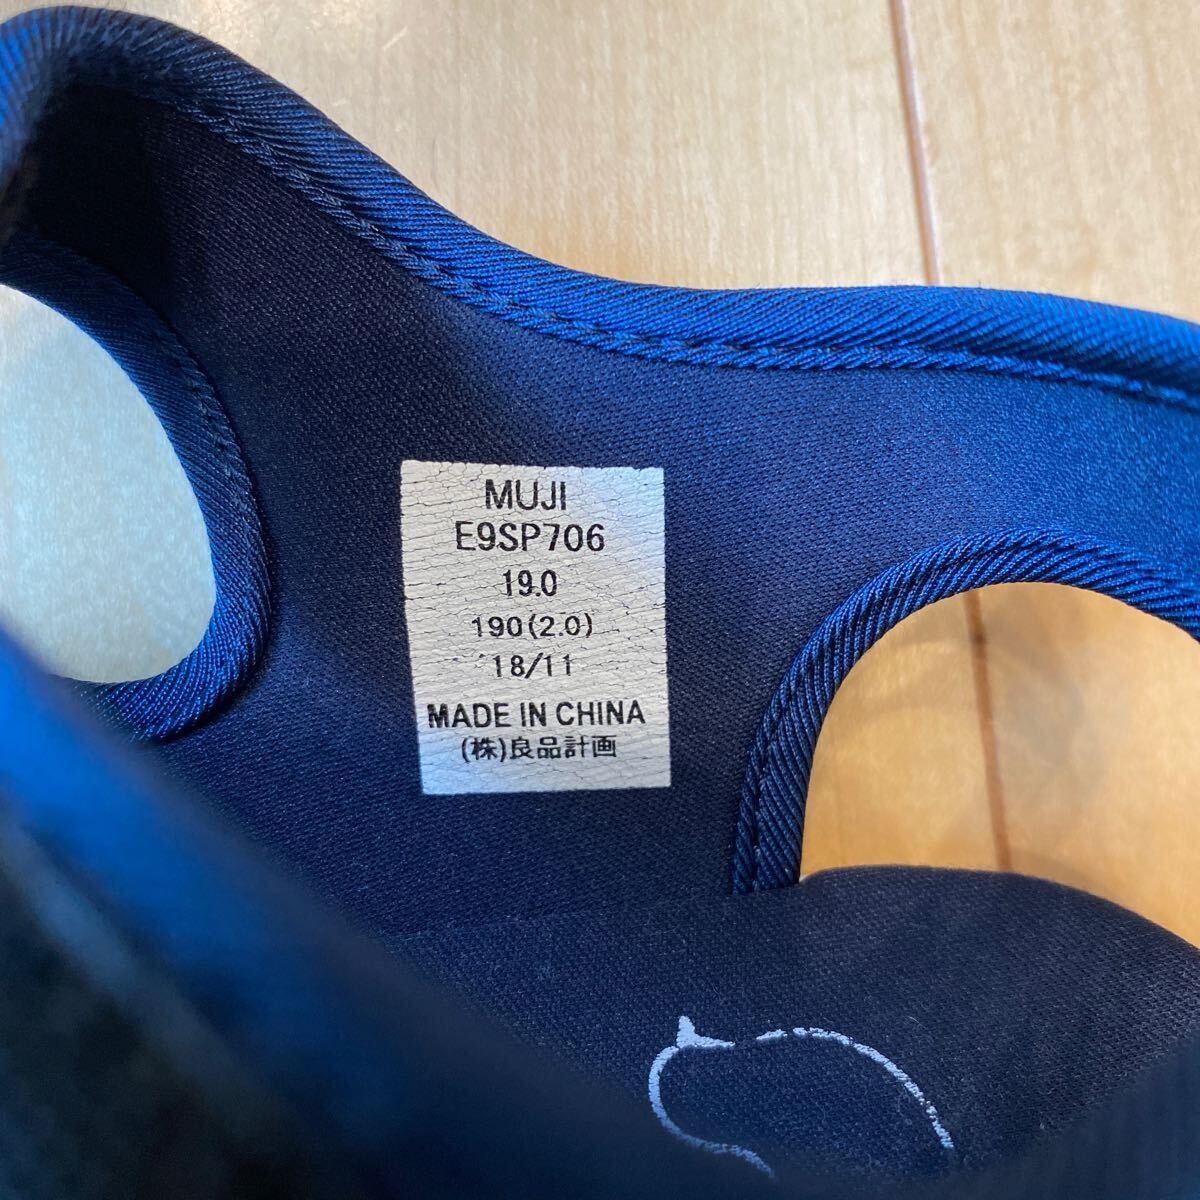 MUJI
E9SP706
19.0
190(2.0)
'18/11
MADE IN CHINA
(株)良品計画